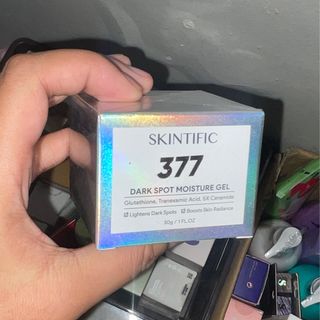 SKINTIFIC
377
DARK SPOT MOISTURE GEL
Glutathione, Tranexamic Acid, 5X Ceramide
☑ Lightens Dark Spots ☑ Boosts Skin Radiance
30g / 1 FL.OZ